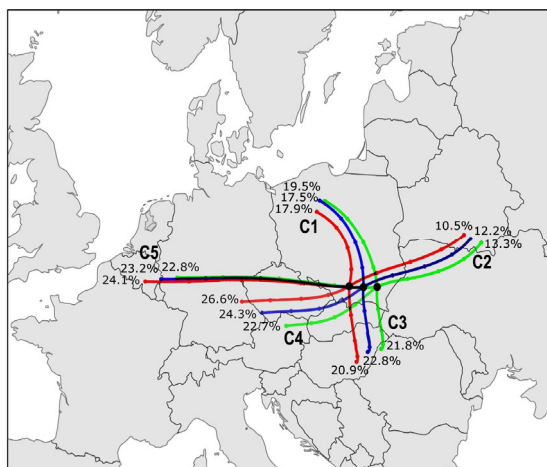 19.5%
17.5%
17.9%
C1
10.5%
12.2%
13.3%
C2
C5
23.2% 22.8%
24.1%
26.6%
24.3%
22.7%
C4
C3
21.8%
22.8%
20.9%